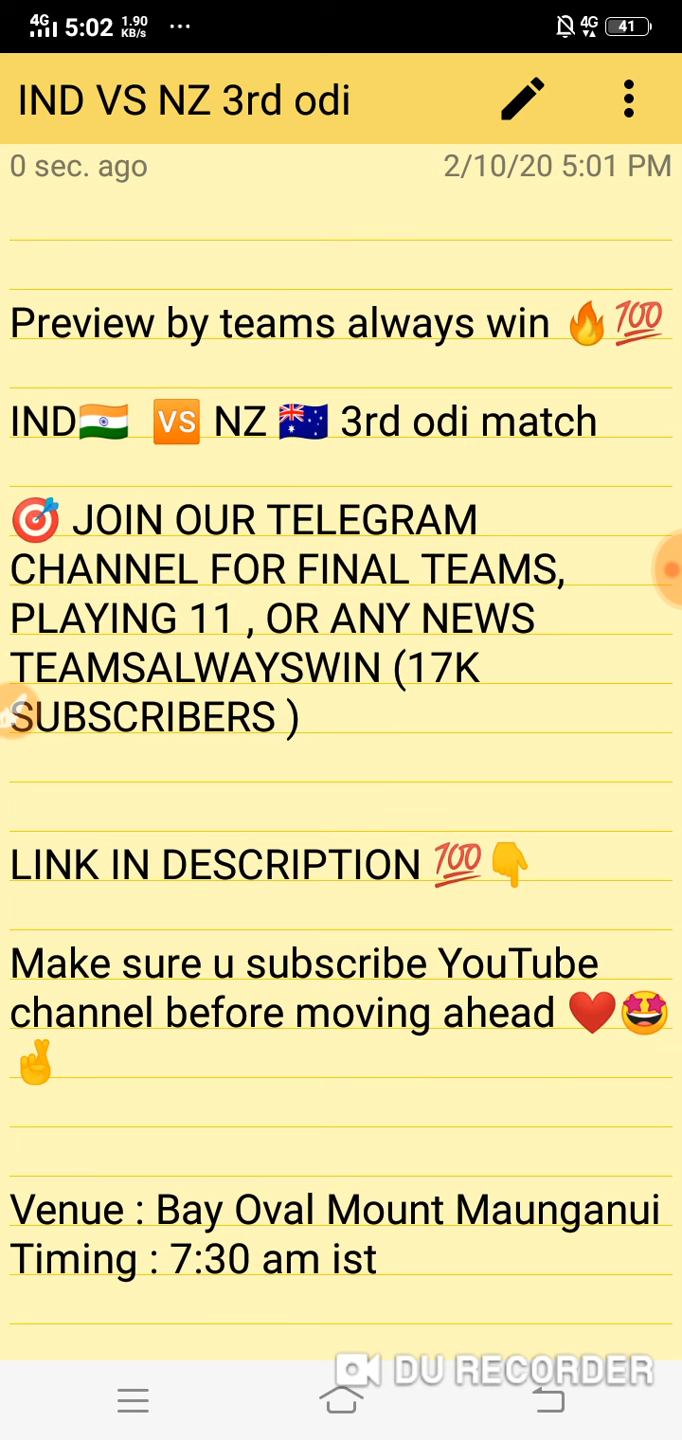 4G 5:02 1.90 KB/s ... 4G 41
IND VS NZ 3rd odi
0 sec. ago 2/10/20 5:01 PM
Preview by teams always win 🔥💯
IND🇮🇳 🆚 NZ 🇦🇺 3rd odi match
🎯 JOIN OUR TELEGRAM
CHANNEL FOR FINAL TEAMS,
PLAYING 11 , OR ANY NEWS
TEAMSALWAYSWIN (17K
SUBSCRIBERS )
LINK IN DESCRIPTION 💯👇
Make sure u subscribe YouTube
channel before moving ahead ❤️🤩
🤞
Venue : Bay Oval Mount Maunganui
Timing : 7:30 am ist
DU RECORDER